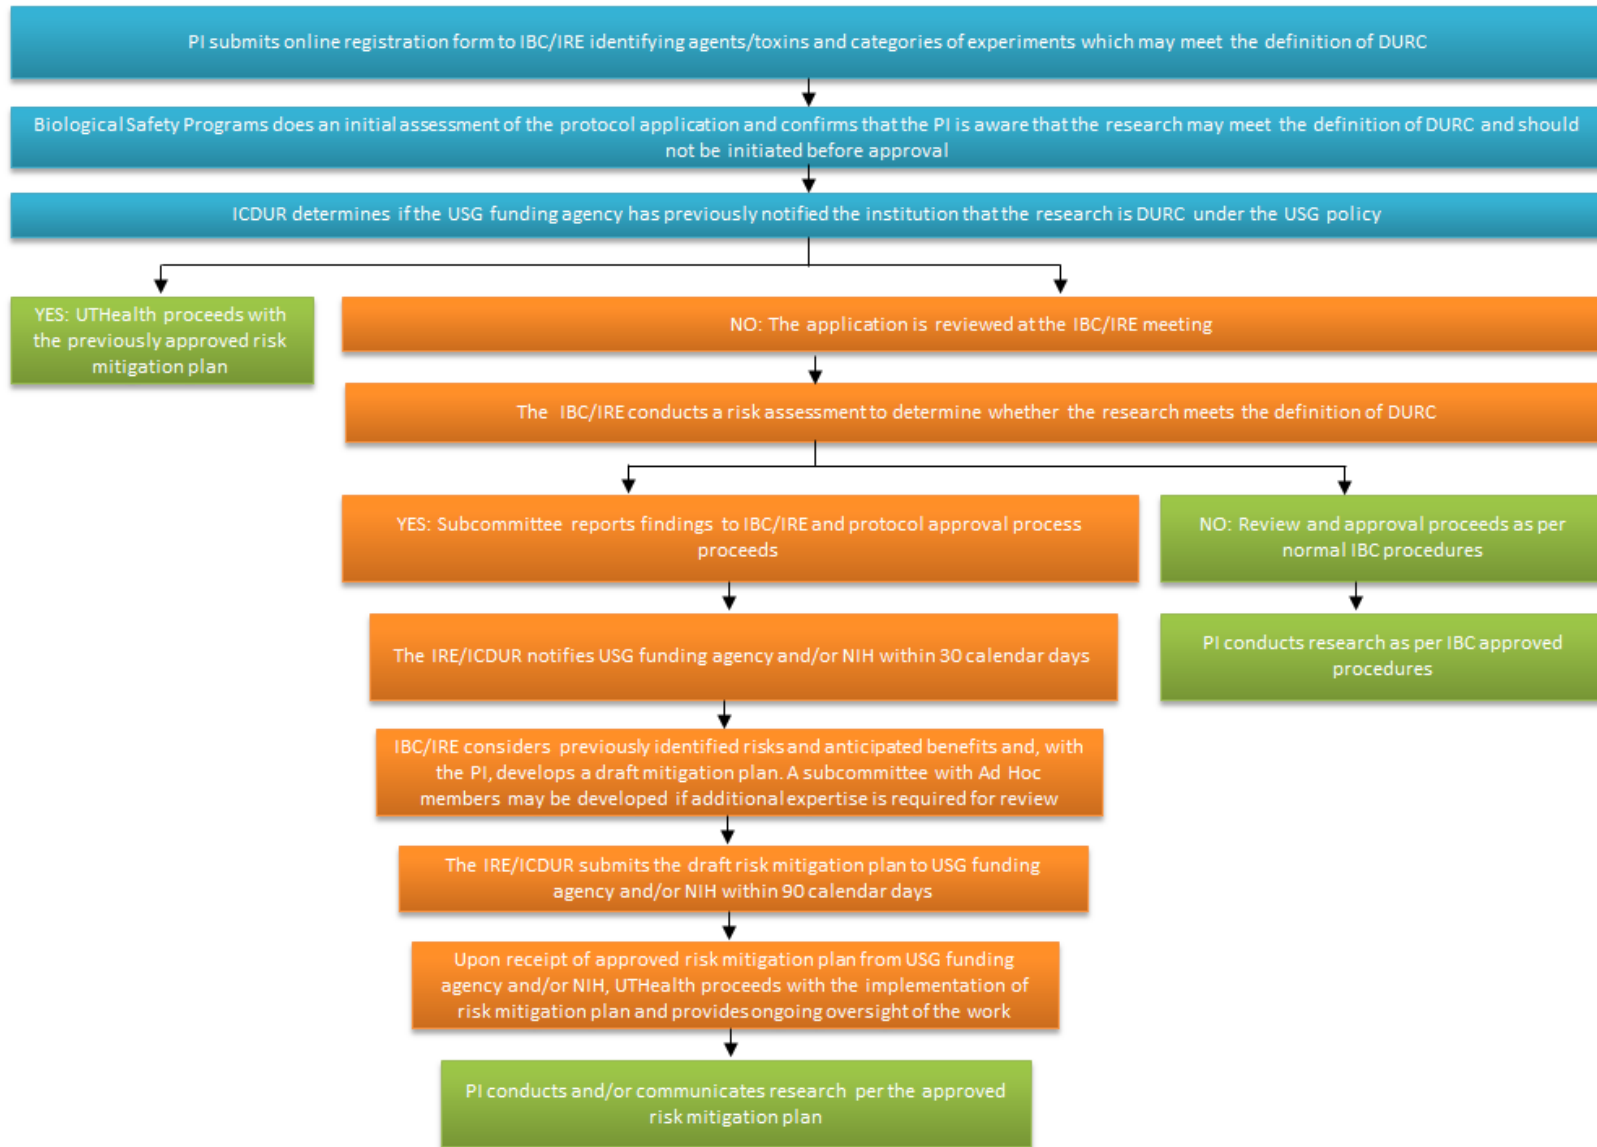 PI submits online registration form to IBC/IRE identifying agents/toxins and categories of experiments which may meet the definition of DURC
Biological Safety Programs does an initial assessment of the protocol application and confirms that the PI is aware that the research may meet the definition of DURC and should
not be initiated before approval
ICDUR determines if the USG funding agency has previously notified the institution that the research is DURC under the USG policy
YES: UTHealth proceeds with
the previously approved risk
mitigation plan
NO: The application is reviewed at the IBC/IRE meeting
The IBC/IRE conducts a risk assessment to determine whether the research meets the definition of DURC
YES: Subcommittee reports findings to IBC/IRE and protocol approval process
proceeds
NO: Review and approval proceeds as per
normal IBC procedures
The IRE/ICDUR notifies USG funding agency and/or NIH within 30 calendar days
PI conducts research as per IBC approved
procedures
IBC/IRE considers previously identified risks and anticipated benefits and, with
the PI, develops a draft mitigation plan. A subcommittee with Ad Hoc
members may be developed if additional expertise is required for review
The IRE/ICDUR submits the draft risk mitigation plan to USG funding
agency and/or NIH within 90 calendar days
Upon receipt of approved risk mitigation plan from USG funding
agency and/or NIH, UTHealth proceeds with the implementation of
risk mitigation plan and provides ongoing oversight of the work
PI conducts and/or communicates research per the approved
risk mitigation plan